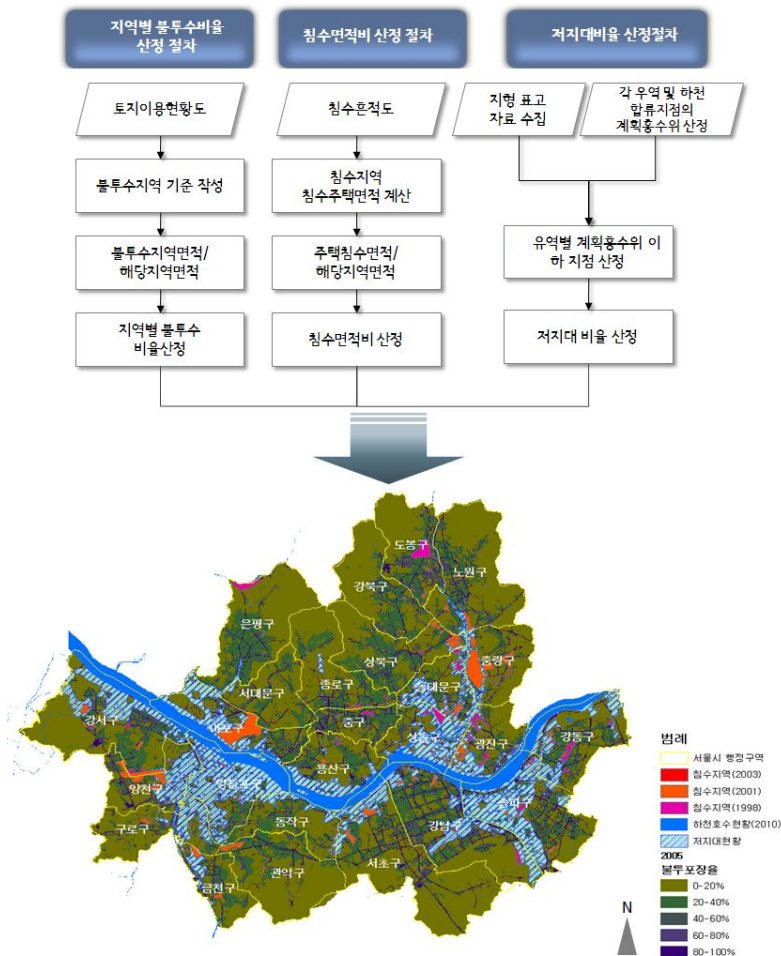 지역별 불투수비율
산정 절차
침수면적비 산정 절차
저지대비율 산정절차
토지이용현황도
침수흔적도
지형 표고
자료 수집
각 우역 및 하천
합류지점의
계획홍수위 산정
불투수지역 기준 작성
침수지역
침수주택면적 계산
불투수지역면적/
해당지역면적
주택침수면적/
해당지역면적
유역별 계획홍수위 이
하 지점 산정
지역별 불투수
비율산정
침수면적비 산정
저지대 비율 산정
도봉구
노원구
강북구
은평구
성북구
중랑구
종로구
서대문구
동대문구
강서구
마포구
중구
성동구
광진구
강동구
용산구
양천구
영등포구
송파구
동작구
강남구
구로구
서초구
관악구
금천구
범례
서울시 행정구역
침수지역(2003)
침수지역(2001)
침수지역(1998)
하천호수현황(2010)
저지대현황
2005
불투포장율
0-20%
20-40%
40-60%
60-80%
80-100%
N